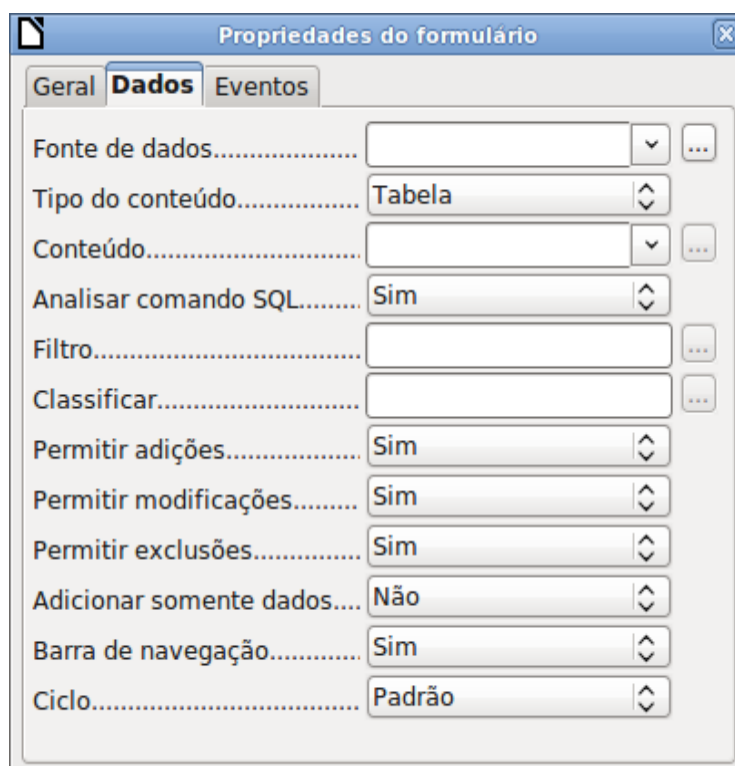 Propriedades do formulário
Geral Dados Eventos
Fonte de dados..................... ...
Tipo do conteúdo................. Tabela
Conteúdo............................. ...
Analisar comando SQL........ Sim
Filtro..................................... ...
Classificar............................ ...
Permitir adições.................. Sim
Permitir modificações......... Sim
Permitir exclusões.............. Sim
Adicionar somente dados.... Não
Barra de navegação............. Sim
Ciclo..................................... Padrão